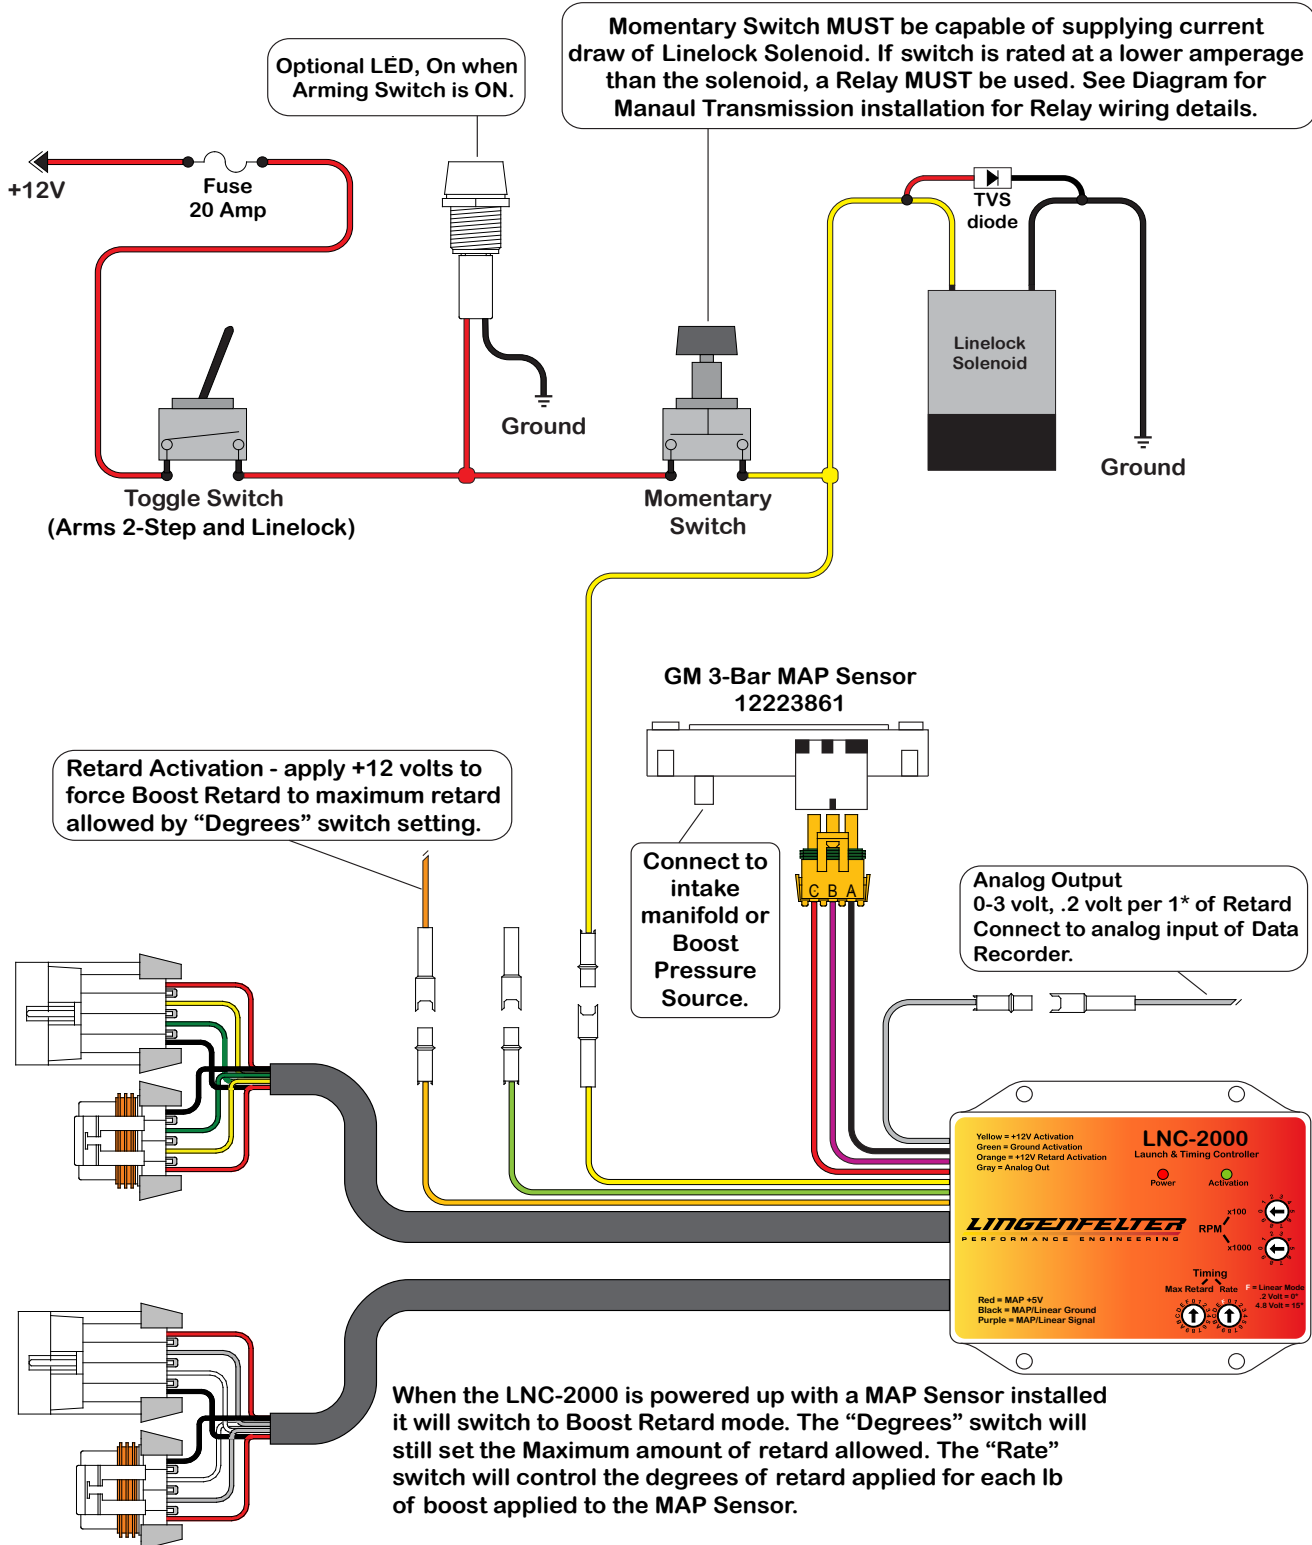 Momentary Switch MUST be capable of supplying current
draw of Linelock Solenoid. If switch is rated at a lower amperage
than the solenoid, a Relay MUST be used. See Diagram for
Manaul Transmission installation for Relay wiring details.
Optional LED, On when
Arming Switch is ON.
+12V
Fuse
20 Amp
TVS
diode
Linelock
Solenoid
Ground
Ground
Toggle Switch
(Arms 2-Step and Linelock)
Momentary
Switch
GM 3-Bar MAP Sensor
12223861
Retard Activation - apply +12 volts to
force Boost Retard to maximum retard
allowed by “Degrees” switch setting.
Connect to
intake
manifold or
Boost
Pressure
Source.
C B A
Analog Output
0-3 volt, .2 volt per 1* of Retard
Connect to analog input of Data
Recorder.
Yellow = +12V Activation
Green = Ground Activation
Orange = +12V Retard Activation
Gray = Analog Out
LNC-2000
Launch & Timing Controller
Power
Activation
LINGENFELTER
PERFORMANCE ENGINEERING
RPM
x100
x1000
Timing
Max Retard
Rate
F = Linear Mode
.2 Volt = 0°
4.8 Volt = 15°
Red = MAP +5V
Black = MAP/Linear Ground
Purple = MAP/Linear Signal
When the LNC-2000 is powered up with a MAP Sensor installed
it will switch to Boost Retard mode. The “Degrees” switch will
still set the Maximum amount of retard allowed. The “Rate”
switch will control the degrees of retard applied for each lb
of boost applied to the MAP Sensor.